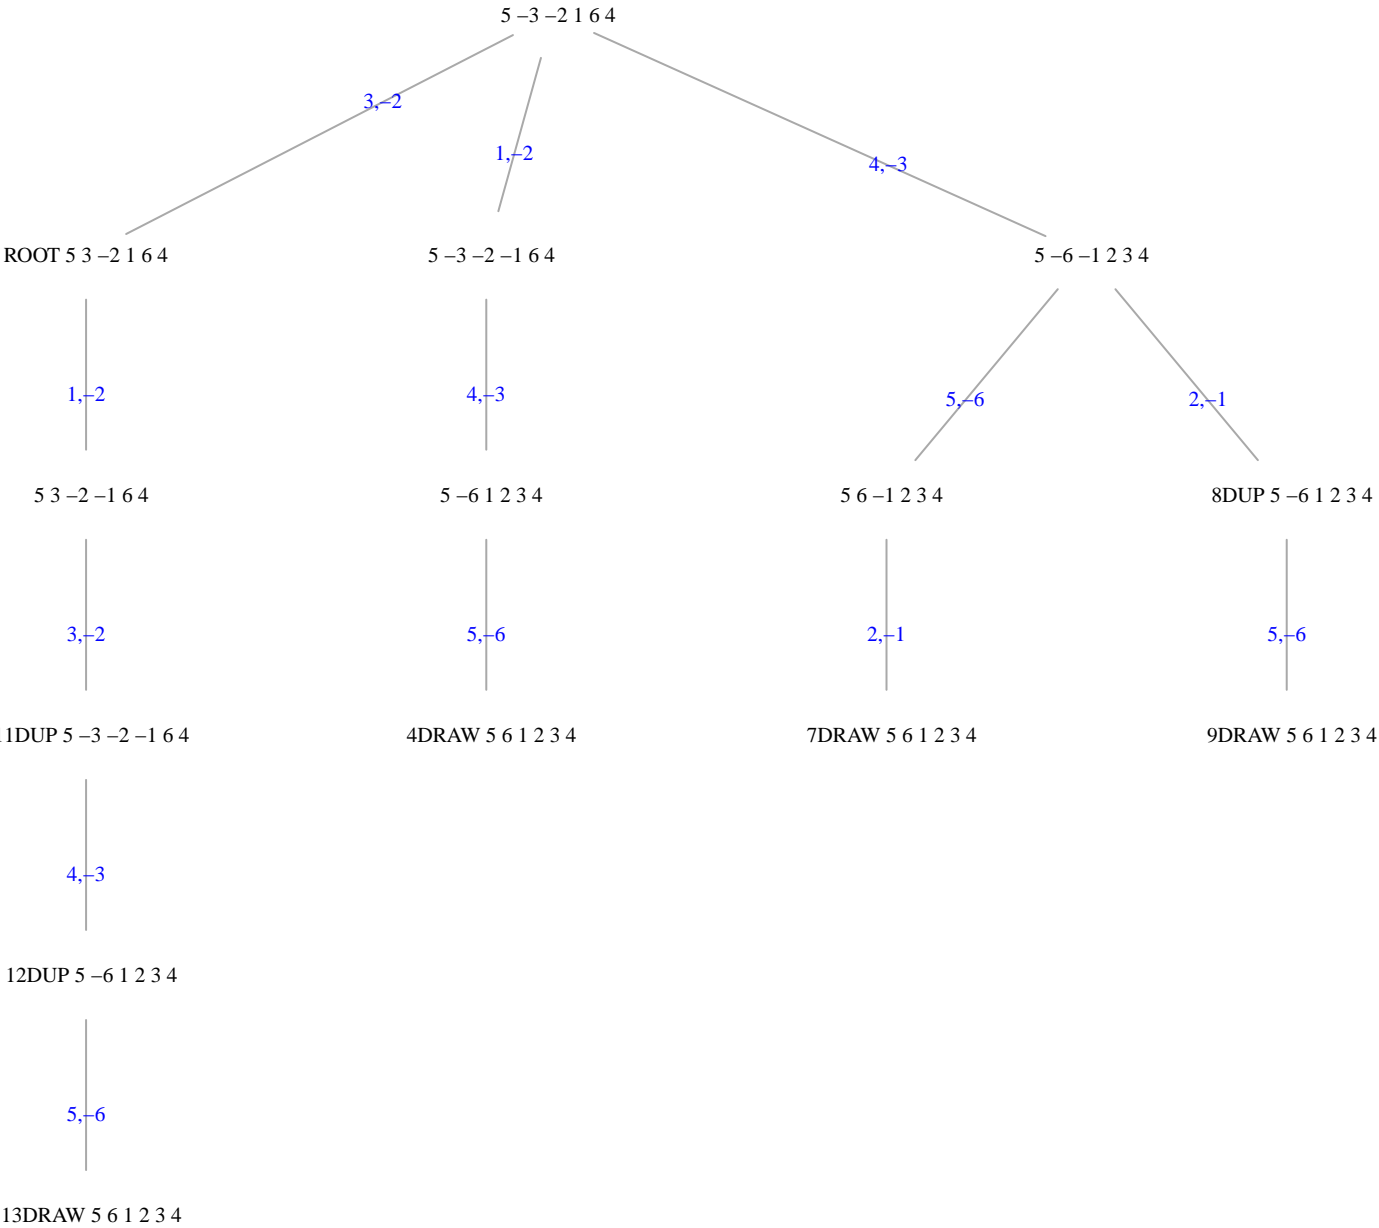 5 –3 –2 1 6 4
3,–2
1,–2
4,–3
ROOT 5 3 –2 1 6 4
5 –3 –2 –1 6 4
5 –6 –1 2 3 4
1,–2
4,–3
5,–6
2,–1
5 3 –2 –1 6 4
5 –6 1 2 3 4
5 6 –1 2 3 4
8DUP 5 –6 1 2 3 4
3,–2
5,–6
2,–1
5,–6
1DUP 5 –3 –2 –1 6 4
4DRAW 5 6 1 2 3 4
7DRAW 5 6 1 2 3 4
9DRAW 5 6 1 2 3 4
4,–3
12DUP 5 –6 1 2 3 4
5,–6
13DRAW 5 6 1 2 3 4